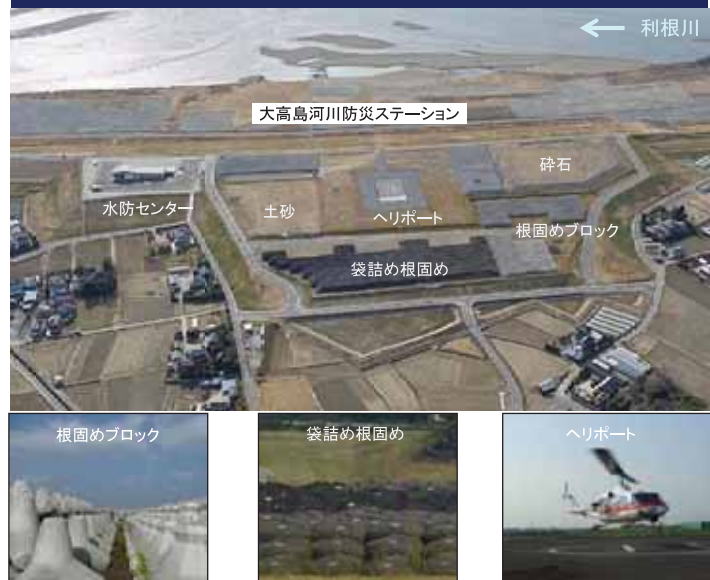 利根川
大高島河川防災ステーション
砕石
水防センター
土砂
ヘリポート
根固めブロック
袋詰め根固め
根固めブロック
袋詰め根固め
ヘリポート